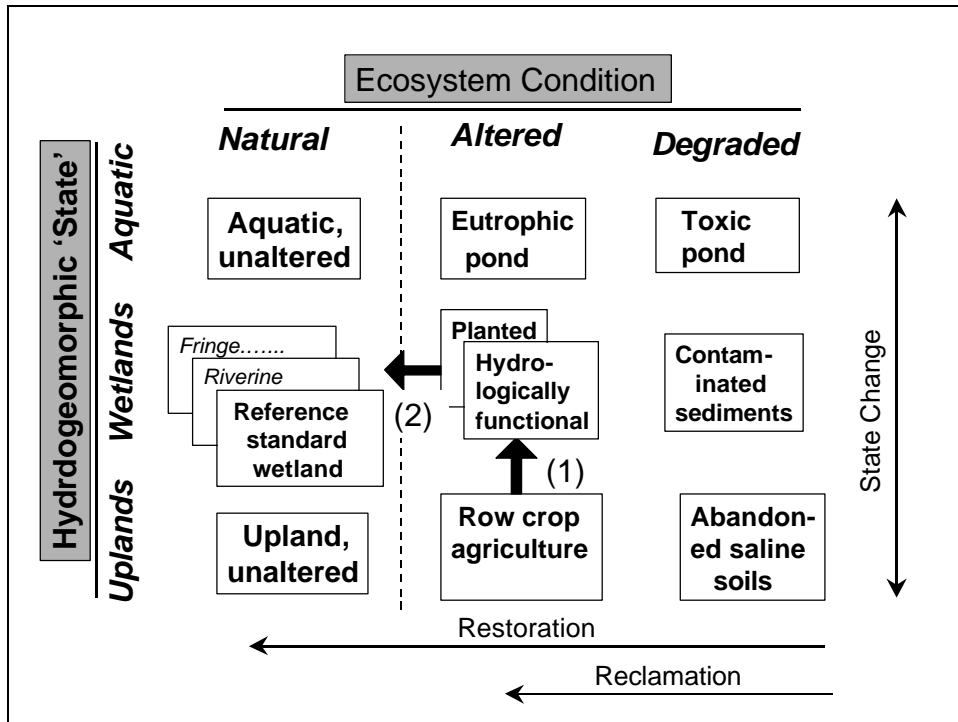 Ecosystem Condition
Natural
Altered
Degraded
Hydrdogeomorphic ‘State’
Aquatic
Wetlands
Uplands
Aquatic,
unaltered
Eutrophic
pond
Toxic
pond
Fringe…....
Riverine
Reference
standard
wetland
(2)
Planted
Hydro-
logically
functional
Contam-
inated
sediments
(1)
Upland,
unaltered
Row crop
agriculture
Abandon-
ed saline
soils
State Change
Restoration
Reclamation